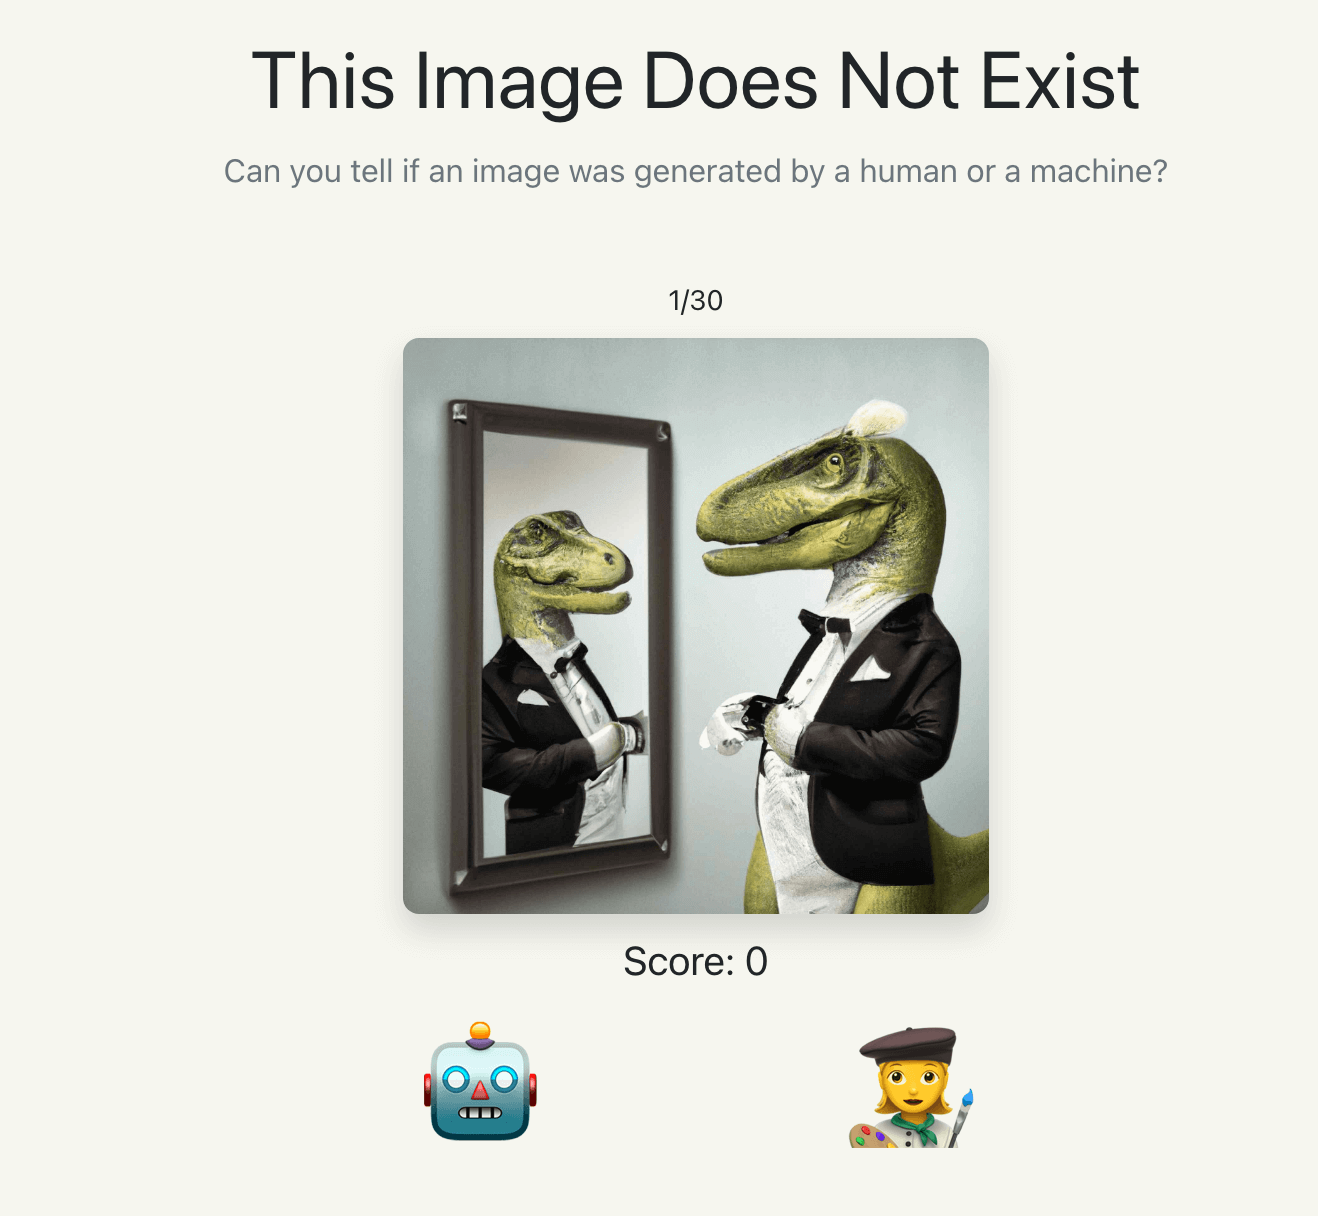 This Image Does Not Exist
Can you tell if an image was generated by a human or a machine?
1/30
Score: 0